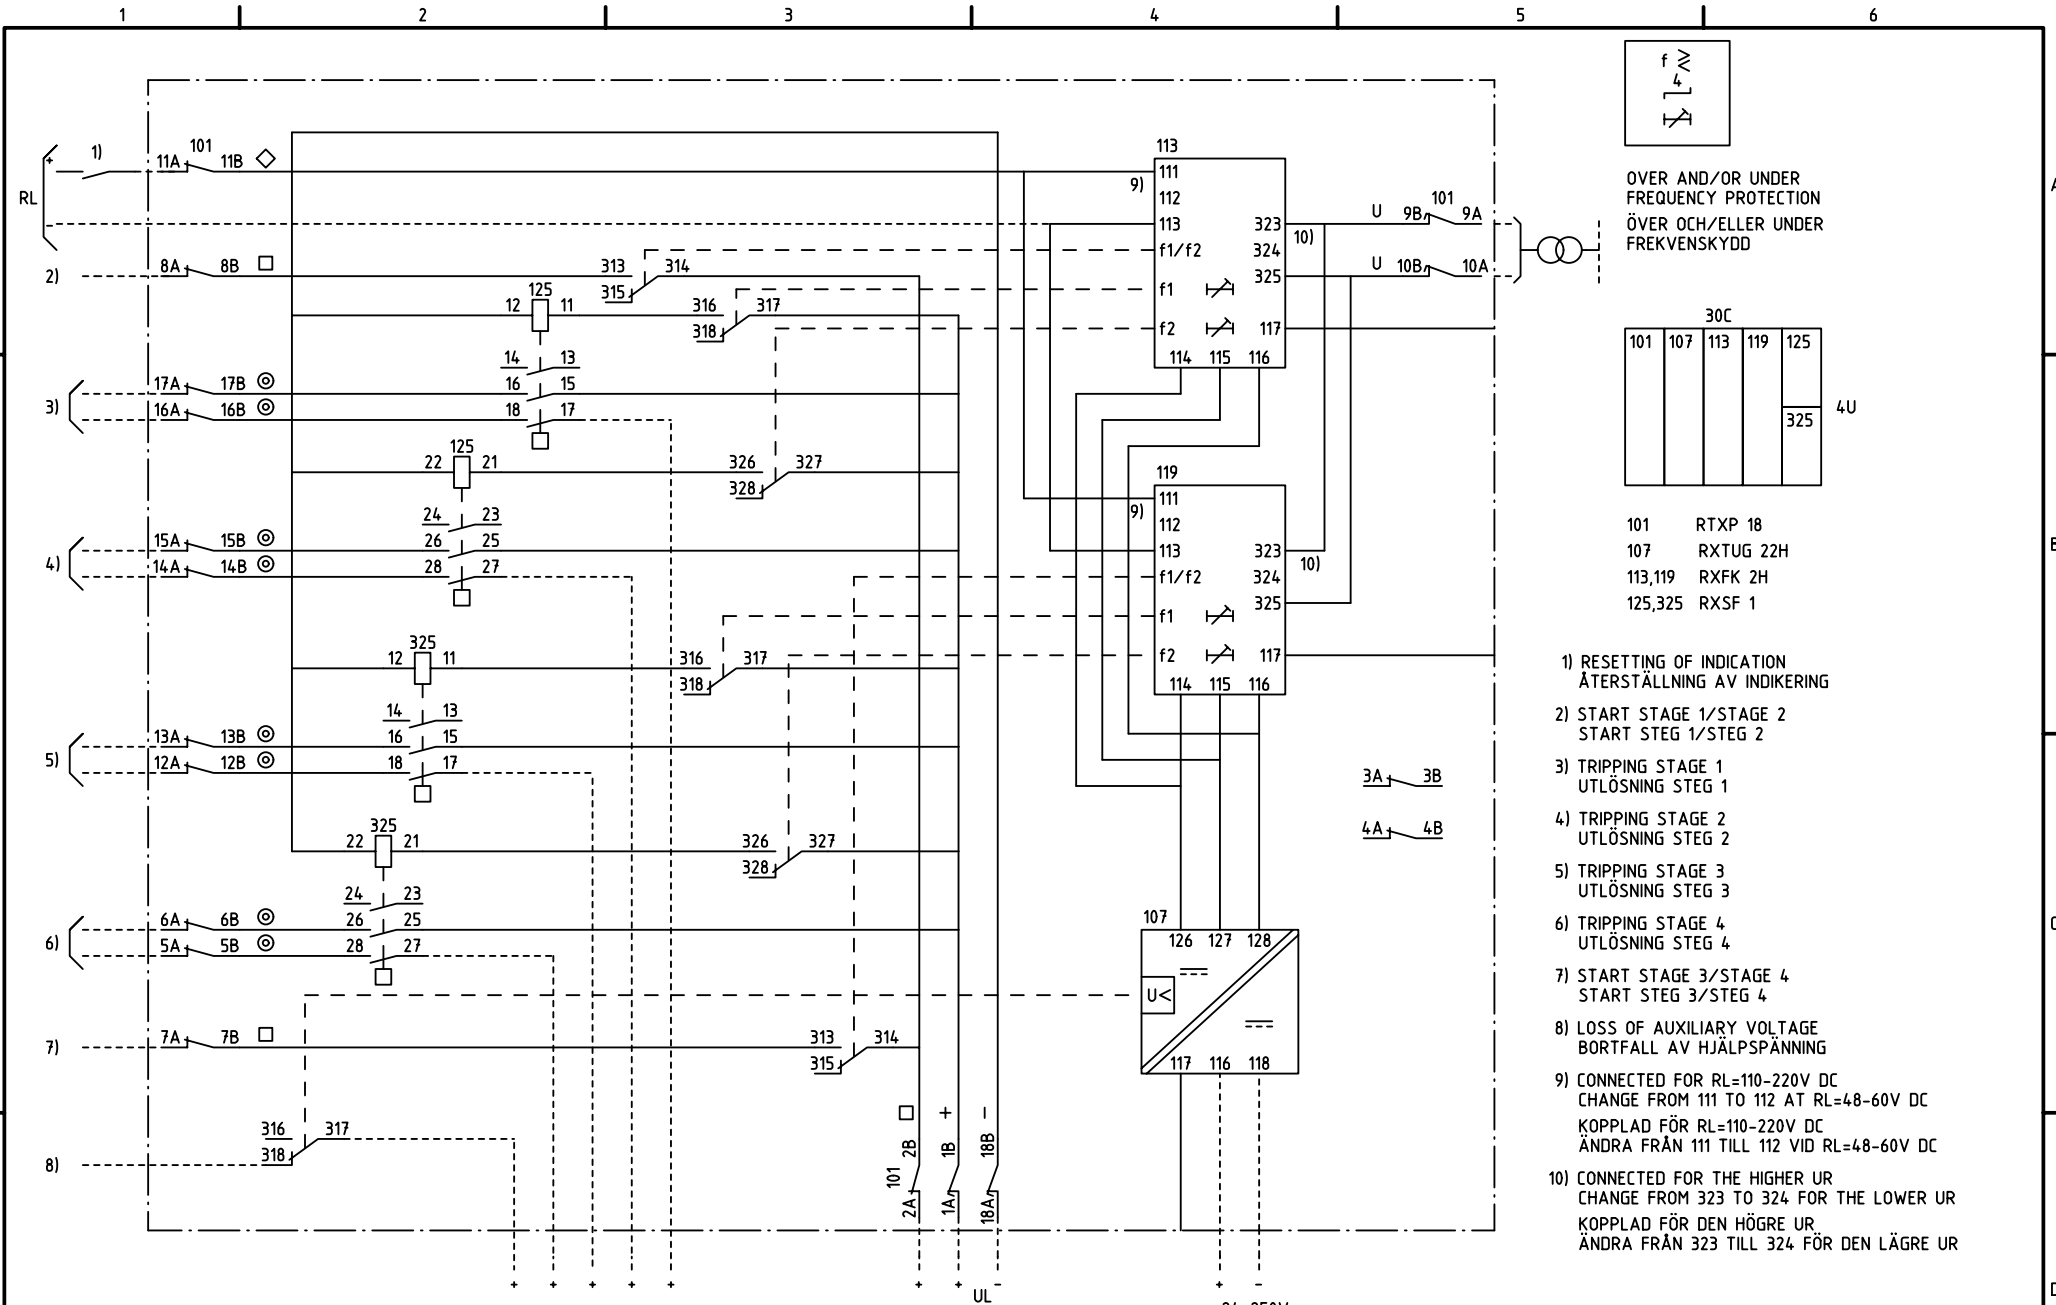 1 2 3 4 5 6
f ≷
4
OVER AND/OR UNDER
FREQUENCY PROTECTION
ÖVER OCH/ELLER UNDER
FREKVENSKYDD
30C
101 107 113 119 125
325
4U
101 RTXP 18
107 RXTUG 22H
113,119 RXFK 2H
125,325 RXSF 1
1) RESETTING OF INDICATION
ÅTERSTÄLLNING AV INDIKERING
2) START STAGE 1/STAGE 2
START STEG 1/STEG 2
3) TRIPPING STAGE 1
UTLÖSNING STEG 1
4) TRIPPING STAGE 2
UTLÖSNING STEG 2
5) TRIPPING STAGE 3
UTLÖSNING STEG 3
6) TRIPPING STAGE 4
UTLÖSNING STEG 4
7) START STAGE 3/STAGE 4
START STEG 3/STEG 4
8) LOSS OF AUXILIARY VOLTAGE
BORTFALL AV HJÄLPSPÄNNING
9) CONNECTED FOR RL=110-220V DC
CHANGE FROM 111 TO 112 AT RL=48-60V DC
KOPPLAD FÖR RL=110-220V DC
ÄNDRA FRÅN 111 TILL 112 VID RL=48-60V DC
10) CONNECTED FOR THE HIGHER UR
CHANGE FROM 323 TO 324 FOR THE LOWER UR
KOPPLAD FÖR DEN HÖGRE UR
ÄNDRA FRÅN 323 TILL 324 FÖR DEN LÄGRE UR
RL + 1) 11A 101 11B
-
2) 8A 8B 313 314
315
12 125 11 316 317
318
14 13
3) 17A 17B 16 15
16A 16B 18 17
125
22 21 326 327
328
24 23
4) 15A 15B 26 25
14A 14B 28 27
325
12 11 316 317
318
14 13
5) 13A 13B 16 15
12A 12B 18 17
325
22 21 326 327
328
24 23
6) 6A 6B 26 25
5A 5B 28 27
7) 7A 7B 313 314
315
316 317
8) 318
113
111
9)
112
113 323
10)
f1/f2 324
325
f1
f2 117
114 115 116
U 9B 101 9A
U 10B 10A
119
111
9)
112
113 323
10)
f1/f2 324
325
f1
f2 117
114 115 116
3A 3B
4A 4B
107
126 127 128
U<
117 116 118
+ -
2B 1B 18B
101
2A 1A 18A
+ + + + + + + - + -
UL